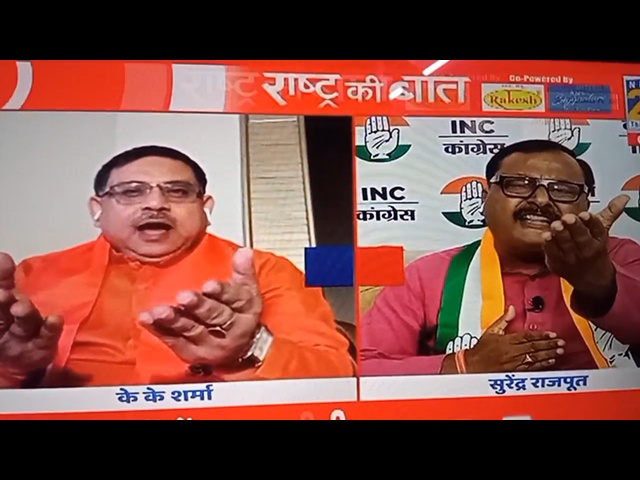 राष्ट्र की बात
Co-Powered By
Rakesh
INC
कांग्रेस
INC
कांग्रेस
के के शर्मा
सुरेंद्र राजपूत